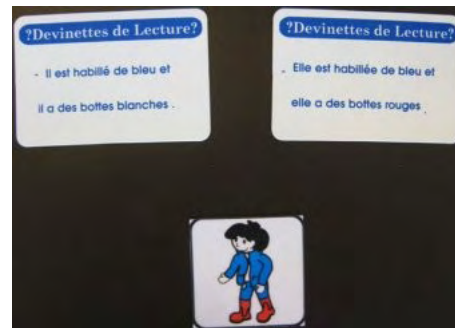 ?Devinettes de Lecture?
- Il est habillé de bleu et
il a des bottes blanches .
?Devinettes de Lecture?
- Elle est habillée de bleu et
elle a des bottes rouges .